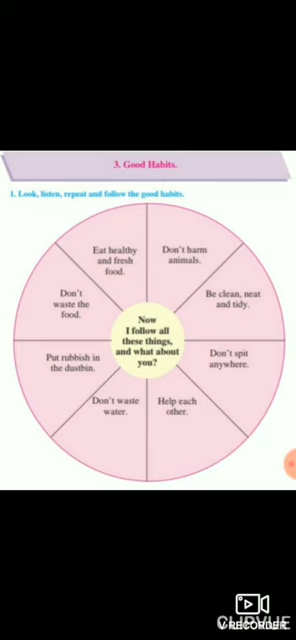 3. Good Habits.
1. Look, listen, repeat and follow the good habits.
Eat healthy
and fresh
food.
Don't harm
animals.
Be clean, neat
and tidy.
Don't spit
anywhere.
Help each
other.
Don't waste
water.
Put rubbish in
the dustbin.
Don't
waste the
food.
Now
I follow all
these things,
and what about
you?
V RECORDER